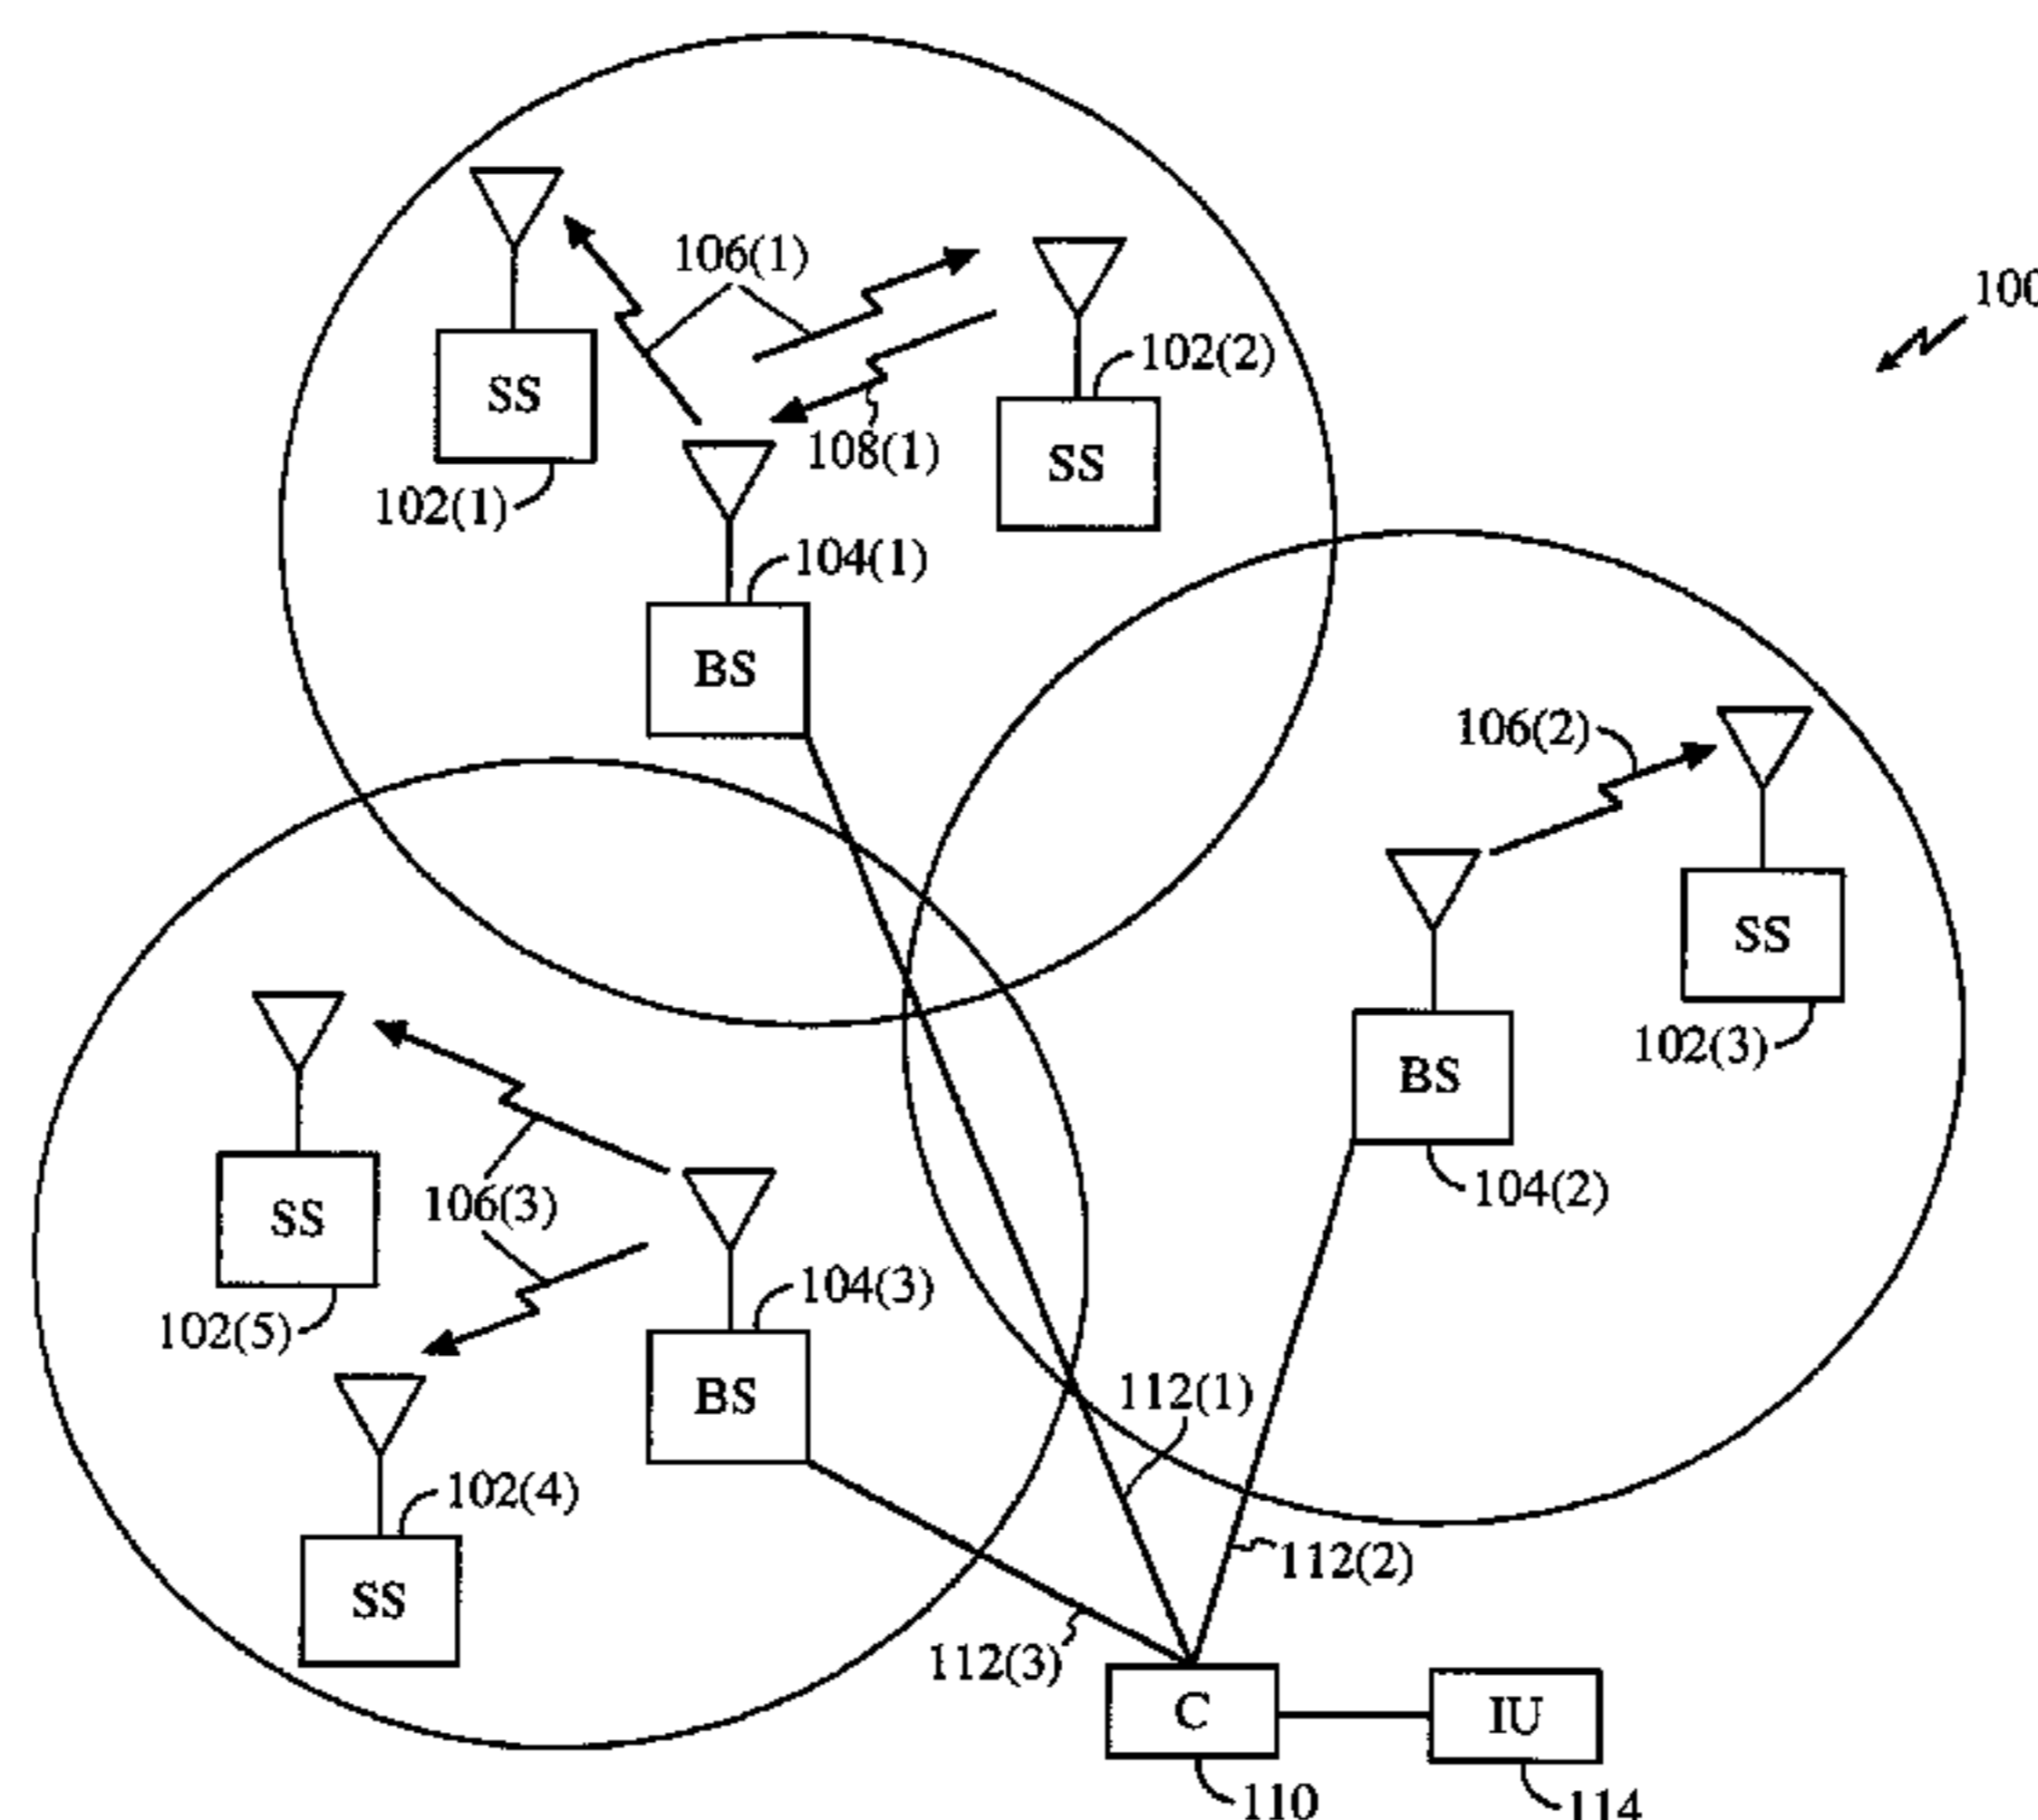 106(1)
100
102(2)
SS
108(1)
SS
102(1)
104(1)
BS
106(2)
SS
102(3)
BS
104(2)
106(3)
SS
104(3)
102(5)
112(1)
BS
102(4)
112(2)
SS
112(3)
C
IU
110
114